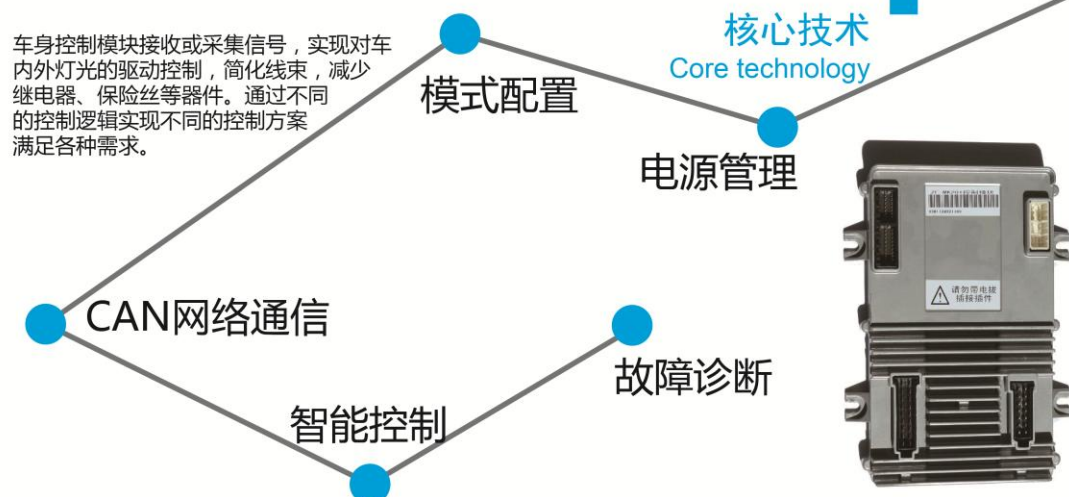 车身控制模块接收或采集信号，实现对车
内外灯光的驱动控制，简化线束，减少
继电器、保险丝等器件。通过不同
的控制逻辑实现不同的控制方案
满足各种需求。
核心技术
Core technology
模式配置
电源管理
CAN网络通信
故障诊断
智能控制
请勿带电拔
插接插件